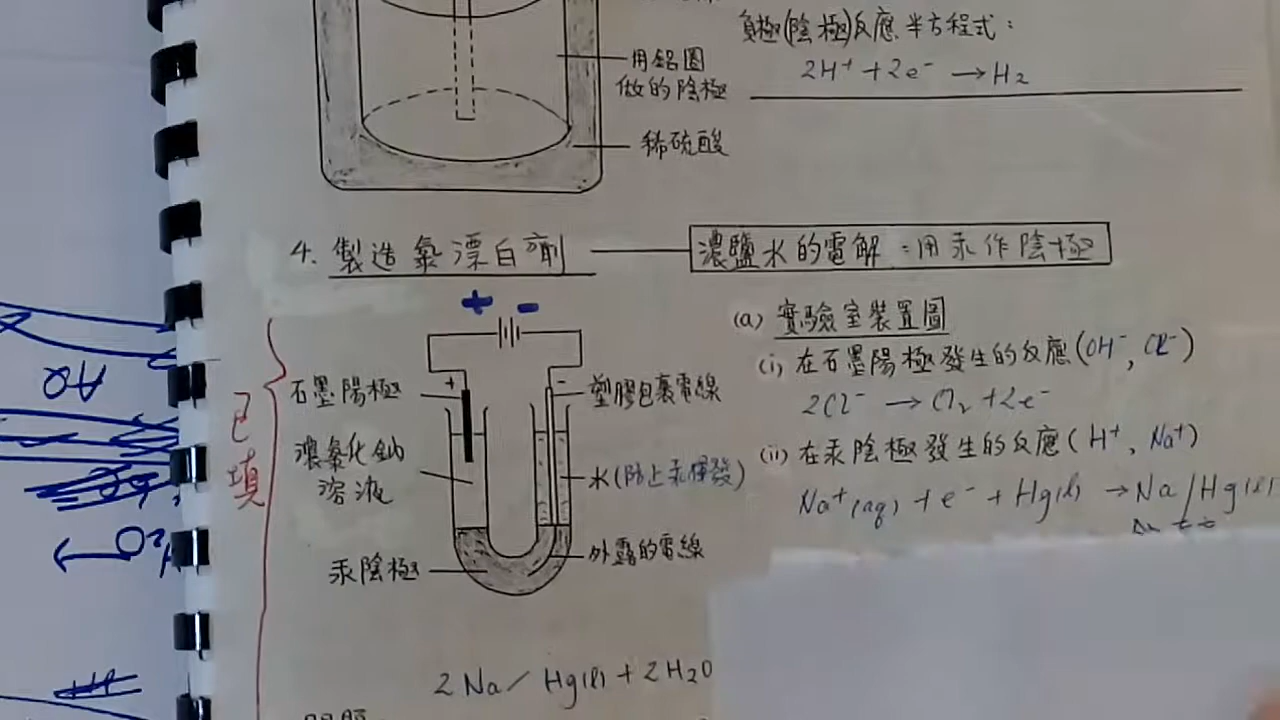 負極(陰極)反應半方程式:
2H⁺ + 2e⁻ → H₂
用鋁圈
做的陰極
稀硫酸
4. 製造氯漂白劑
濃鹽水的電解:用汞作陰極
+ -
(a) 實驗室裝置圖
(i) 在石墨陽極發生的反應(OH⁻, Cl⁻)
2Cl⁻ → Cl₂ + 2e⁻
(ii) 在汞陰極發生的反應(H⁺, Na⁺)
Na⁺(aq) + e⁻ + Hg(l) → Na/Hg(l)
+ -
石墨陽極
塑膠包裹電線
濃氯化鈉
溶液
水(防止汞揮發)
汞陰極
外露的電線
已填
2Na/Hg(l) + 2H₂O